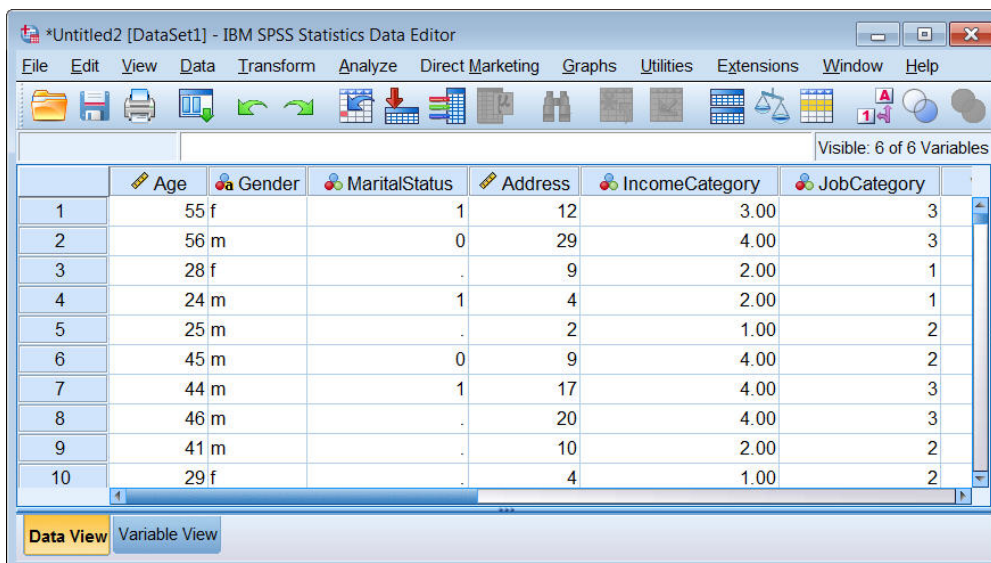 *Untitled2 [DataSet1] - IBM SPSS Statistics Data Editor
File Edit View Data Transform Analyze Direct Marketing Graphs Utilities Extensions Window Help
Visible: 6 of 6 Variables
Age Gender MaritalStatus Address IncomeCategory JobCategory
1 55 f 1 12 3.00 3
2 56 m 0 29 4.00 3
3 28 f . 9 2.00 1
4 24 m 1 4 2.00 1
5 25 m . 2 1.00 2
6 45 m 0 9 4.00 2
7 44 m 1 17 4.00 3
8 46 m . 20 4.00 3
9 41 m . 10 2.00 2
10 29 f . 4 1.00 2
Data View Variable View